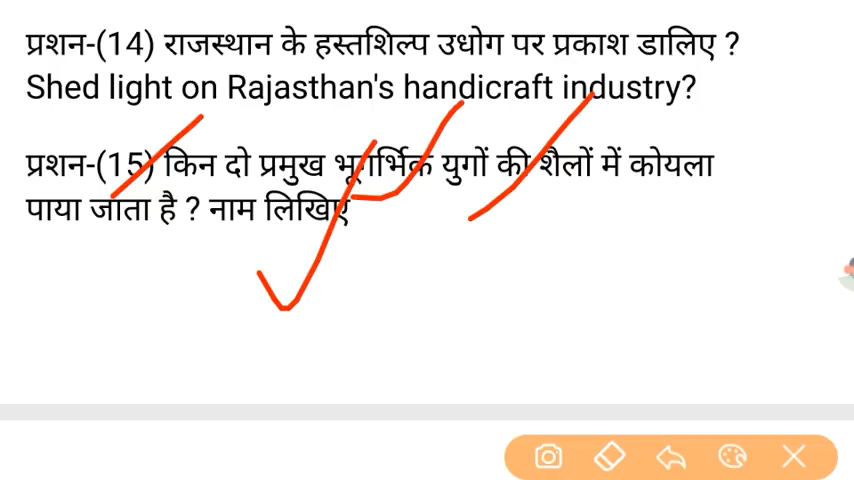 प्रशन-(14) राजस्थान के हस्तशिल्प उधोग पर प्रकाश डालिए ?
Shed light on Rajasthan's handicraft industry?
प्रशन-(15) किन दो प्रमुख भूगर्भिक युगों की शैलों में कोयला
पाया जाता है ? नाम लिखिए